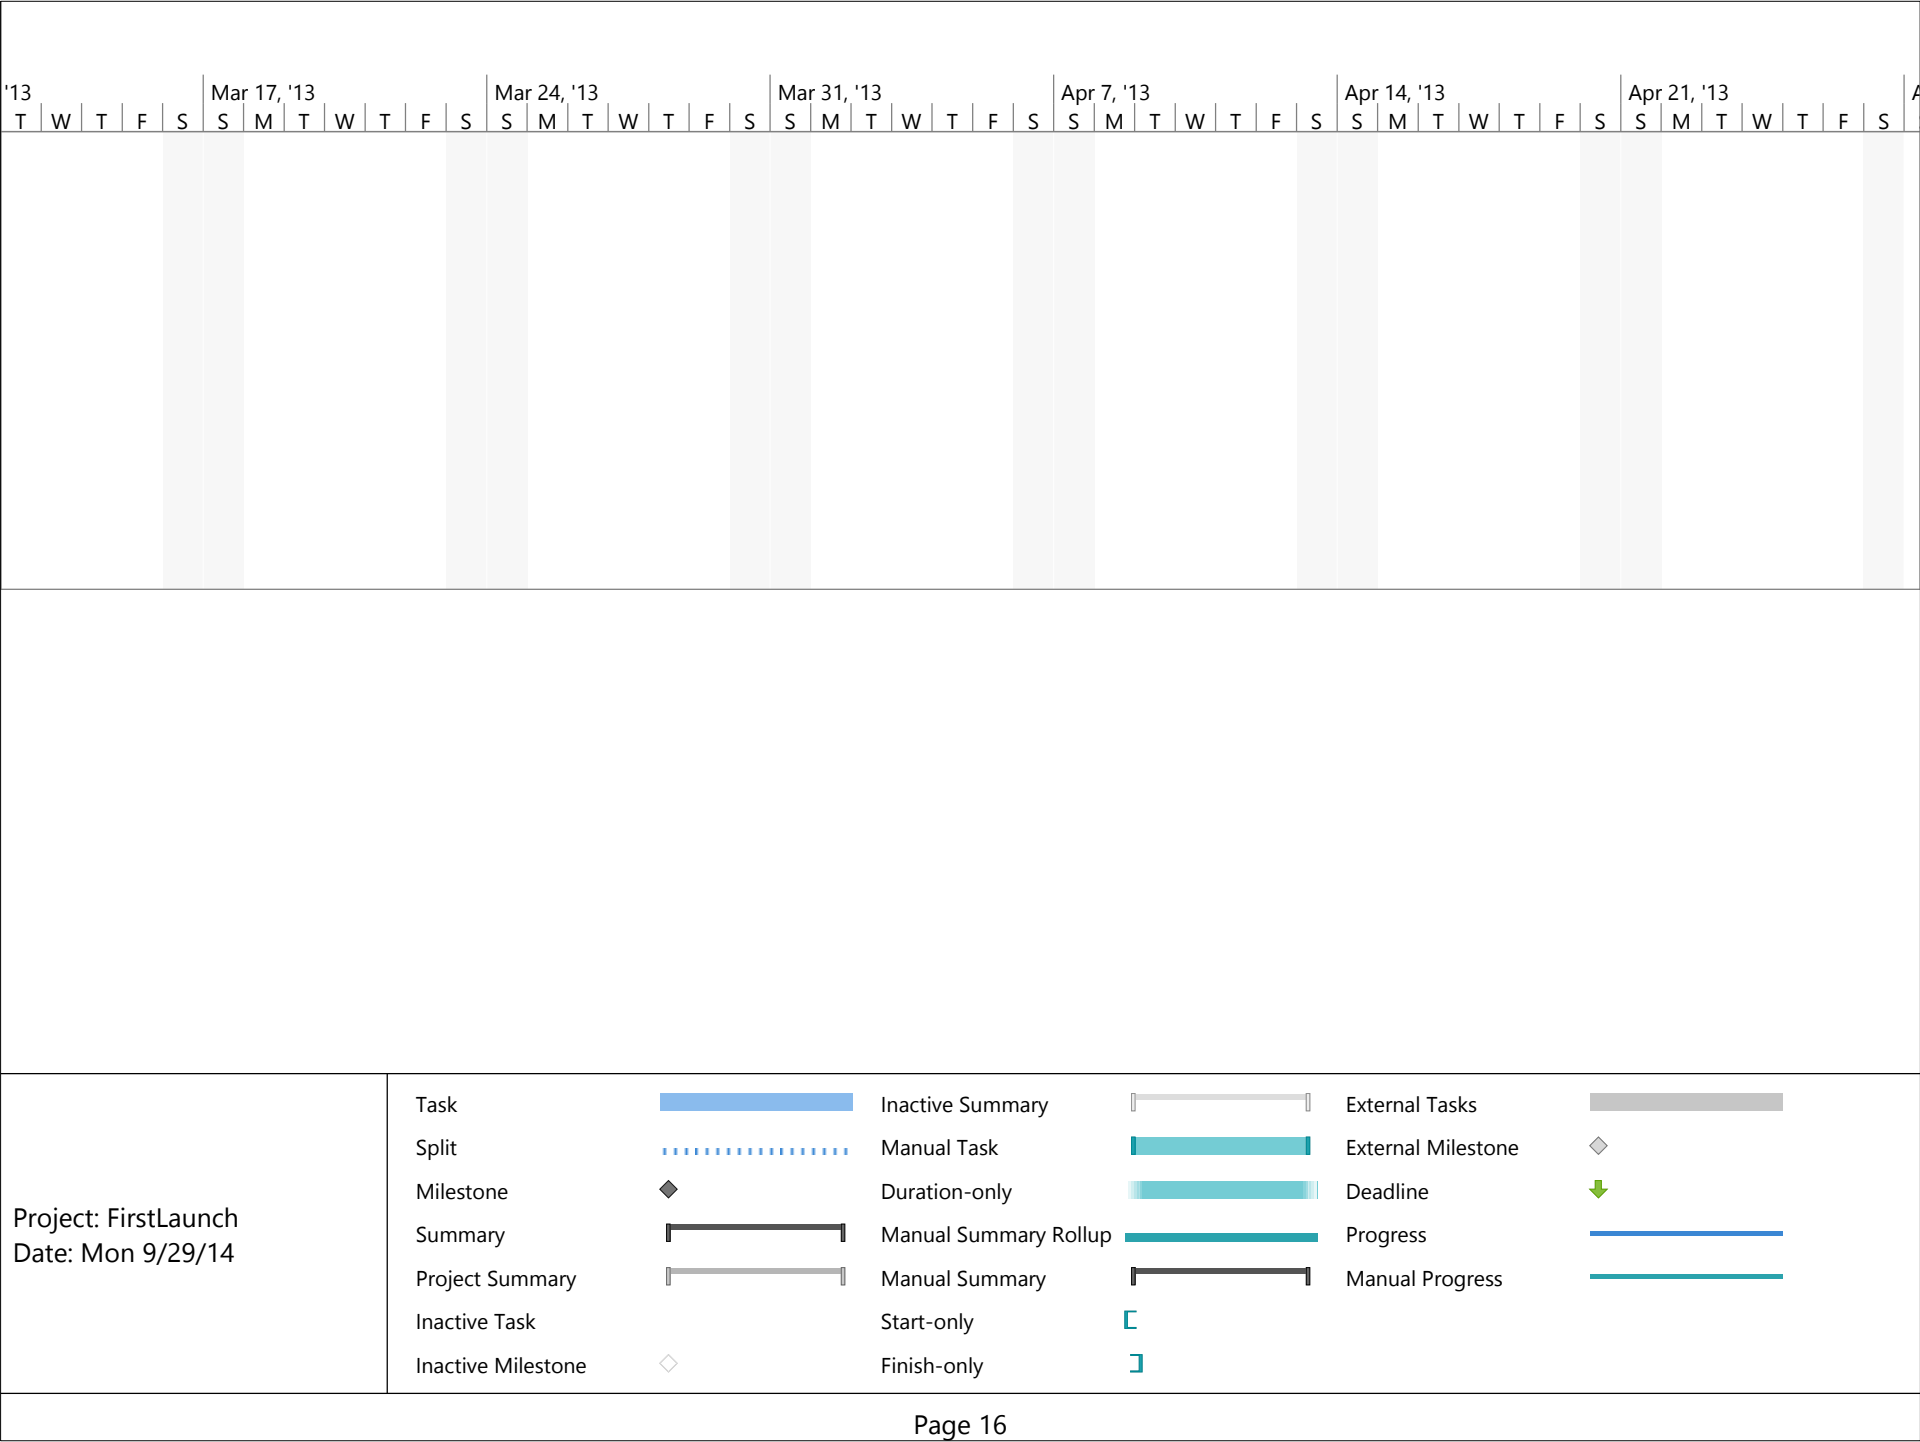 '13 Mar 17, '13 Mar 24, '13 Mar 31, '13 Apr 7, '13 Apr 14, '13 Apr 21, '13
T W T F S S M T W T F S S M T W T F S S M T W T F S S M T W T F S S M T W T F S S M T W T F S
Project: FirstLaunch
Date: Mon 9/29/14
Task
Split
Milestone
Summary
Project Summary
Inactive Task
Inactive Milestone
Inactive Summary
Manual Task
Duration-only
Manual Summary Rollup
Manual Summary
Start-only
Finish-only
External Tasks
External Milestone
Deadline
Progress
Manual Progress
Page 16